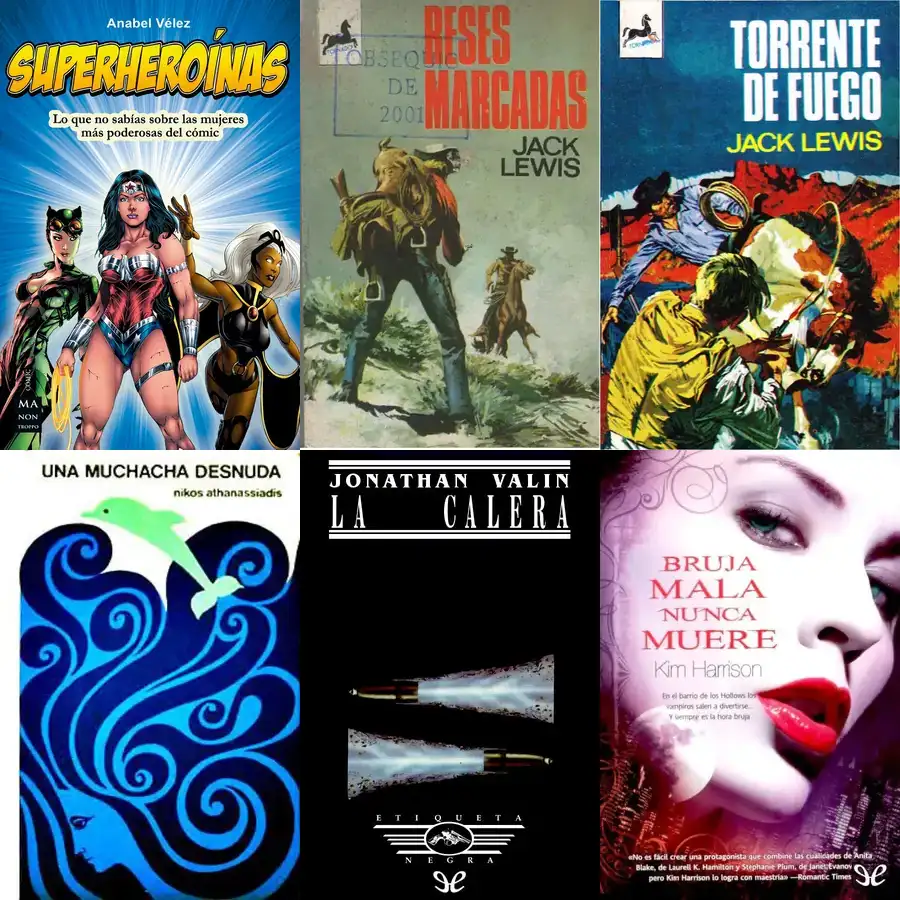 Anabel Vélez
SUPERHEROÍNAS
Lo que no sabías sobre las mujeres
más poderosas del cómic
CÓMIC
MA
NON
TROPPO
RESES
MARCADAS
JACK
LEWIS
OBSEQUIO
DE
2001
TORRENTE
DE FUEGO
JACK LEWIS
UNA MUCHACHA DESNUDA
nikos athanassiadis
JONATHAN VALIN
LA CALERA
ETIQUETA
NEGRA
BRUJA
MALA
NUNCA
MUERE
Kim Harrison
En el barrio de los Hollows los
vampiros salen a divertirse...
Y siempre es la hora bruja
«No es fácil crear una protagonista que combine las cualidades de Anita
Blake, de Laurell K. Hamilton y Stephanie Plum, de Janet Evanov
pero Kim Harrison lo logra con maestría» —Romantic Times